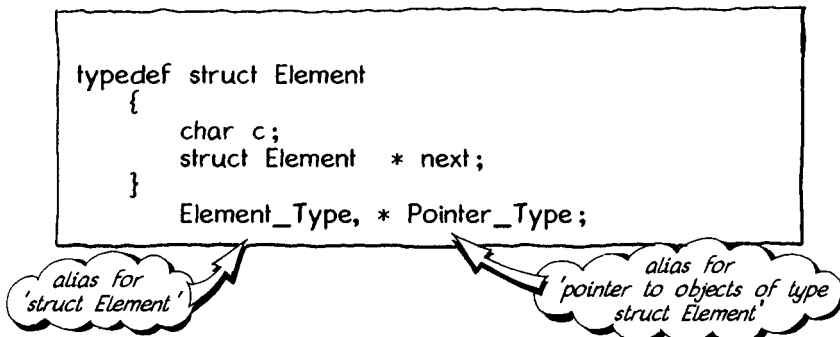 typedef struct Element
{
char c;
struct Element * next;
}
Element_Type, * Pointer_Type;
alias for
'struct Element'
alias for
'pointer to objects of type
struct Element'